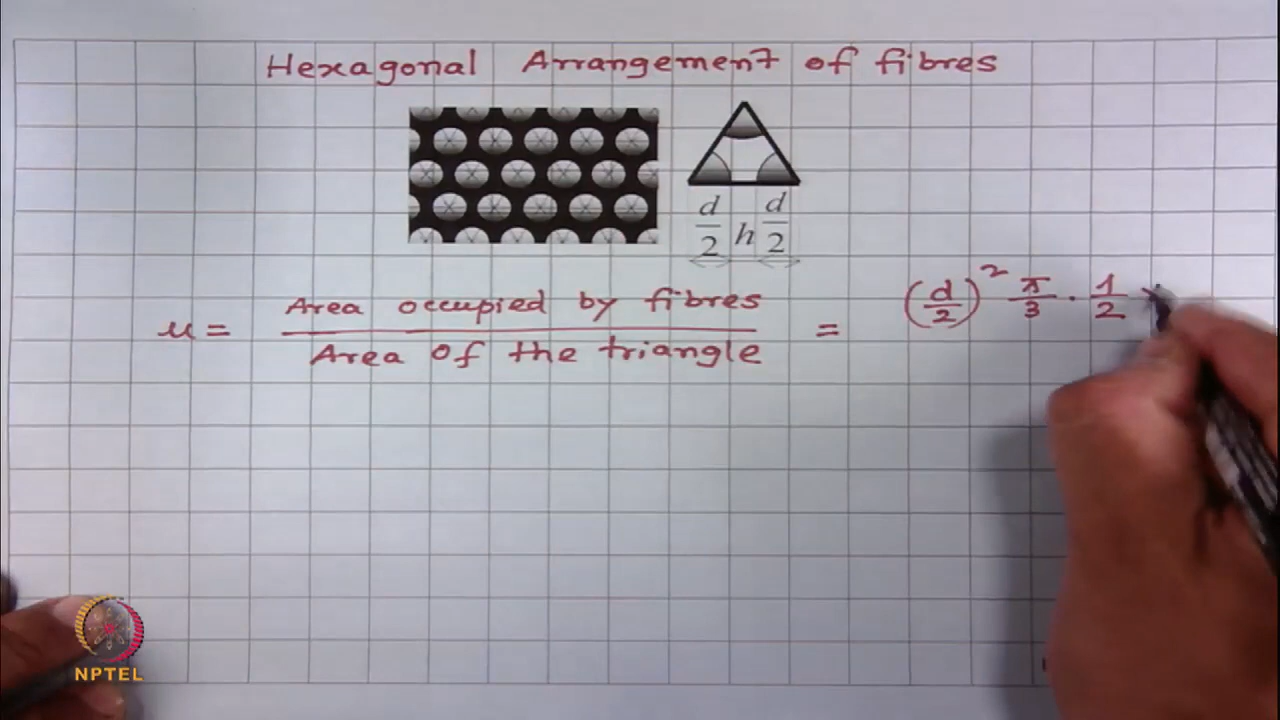 Hexagonal Arrangement of fibres
d/2 h d/2
μ = Area occupied by fibres / Area of the triangle = (d/2)² π/3 · 1/2
NPTEL